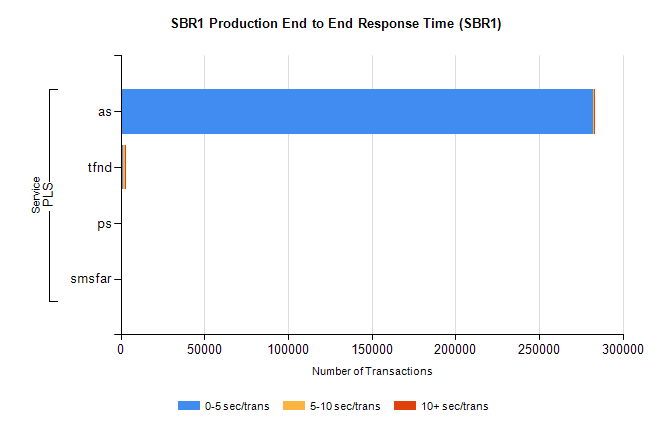 SBR1 Production End to End Response Time (SBR1)
Service
PLS
as
tfnd
ps
smsfar
0 50000 100000 150000 200000 250000 300000
Number of Transactions
0-5 sec/trans 5-10 sec/trans 10+ sec/trans